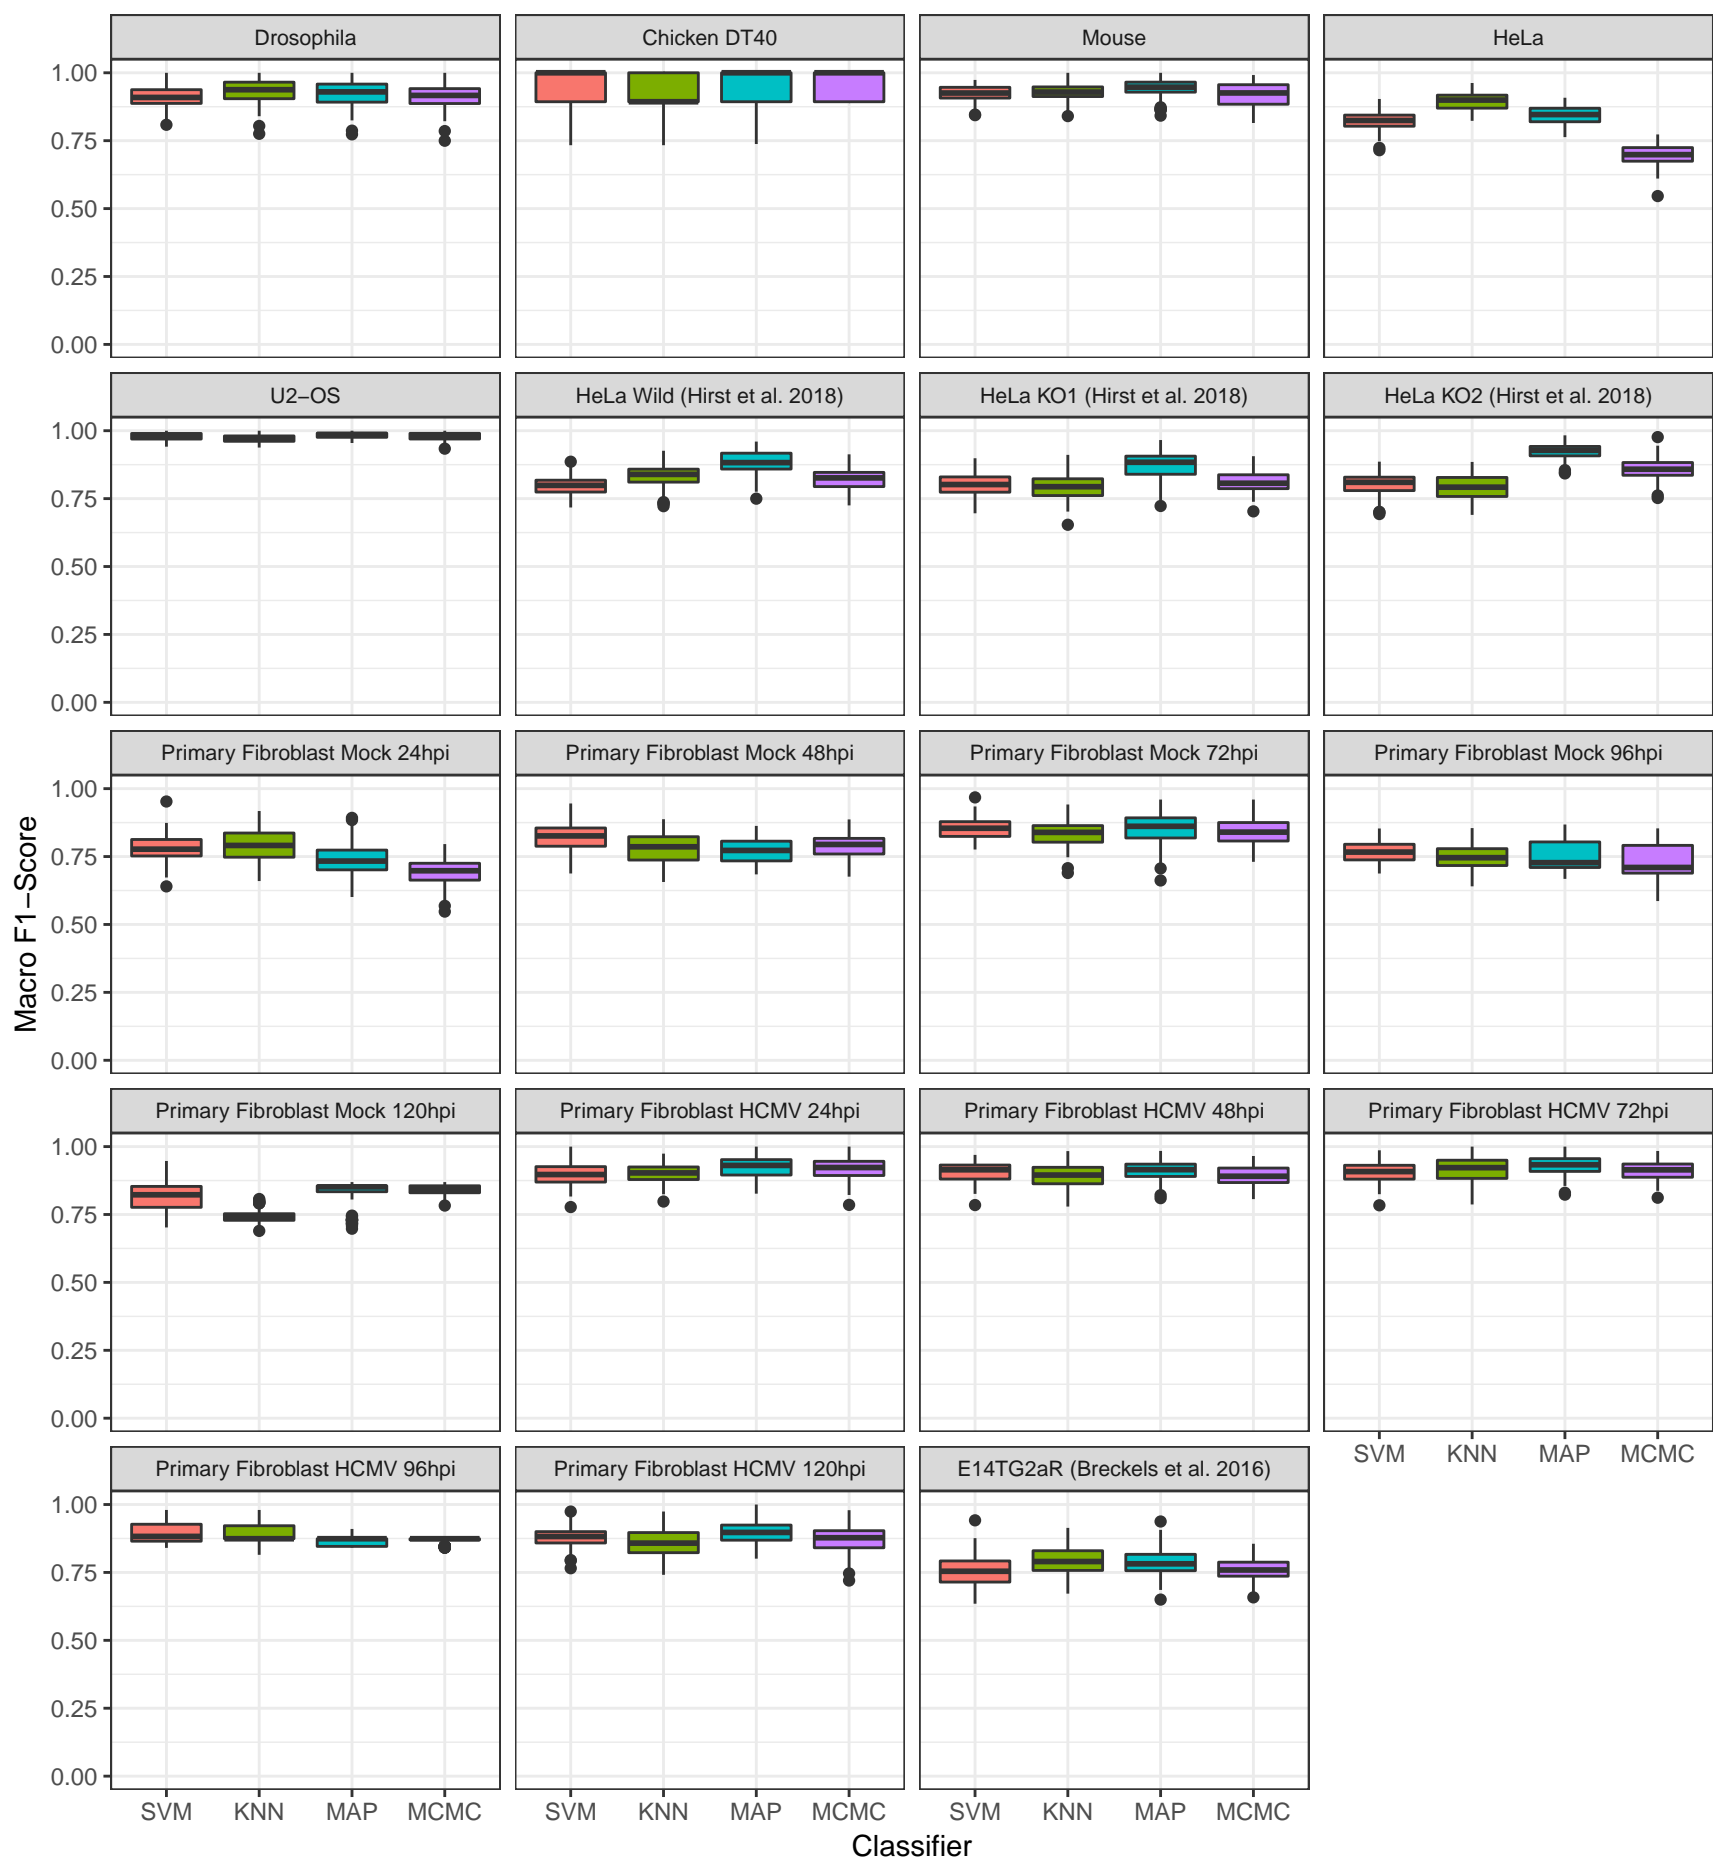 Drosophila
Chicken DT40
Mouse
HeLa
1.00
0.75
0.50
0.25
0.00
U2−OS
HeLa Wild (Hirst et al. 2018)
HeLa KO1 (Hirst et al. 2018)
HeLa KO2 (Hirst et al. 2018)
1.00
0.75
0.50
0.25
0.00
Primary Fibroblast Mock 24hpi
Primary Fibroblast Mock 48hpi
Primary Fibroblast Mock 72hpi
Primary Fibroblast Mock 96hpi
1.00
0.75
0.50
0.25
0.00
Macro F1−Score
Primary Fibroblast Mock 120hpi
Primary Fibroblast HCMV 24hpi
Primary Fibroblast HCMV 48hpi
Primary Fibroblast HCMV 72hpi
1.00
0.75
0.50
0.25
0.00
SVM KNN MAP MCMC
Primary Fibroblast HCMV 96hpi
Primary Fibroblast HCMV 120hpi
E14TG2aR (Breckels et al. 2016)
1.00
0.75
0.50
0.25
0.00
SVM KNN MAP MCMC
SVM KNN MAP MCMC
SVM KNN MAP MCMC
Classifier